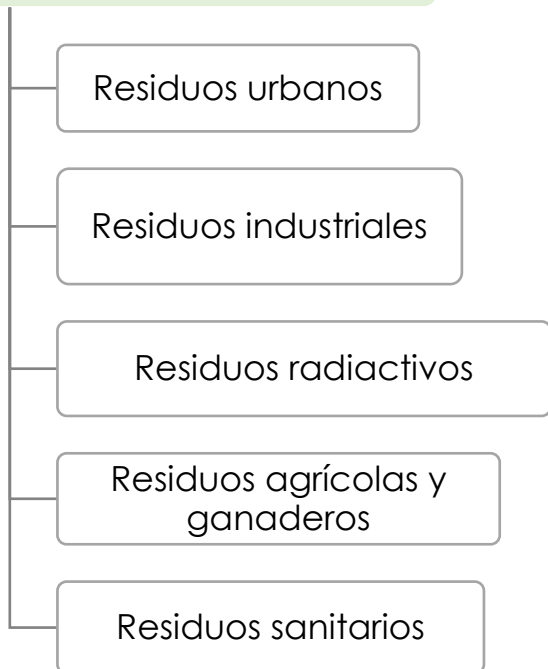 Residuos urbanos
Residuos industriales
Residuos radiactivos
Residuos agrícolas y
ganaderos
Residuos sanitarios